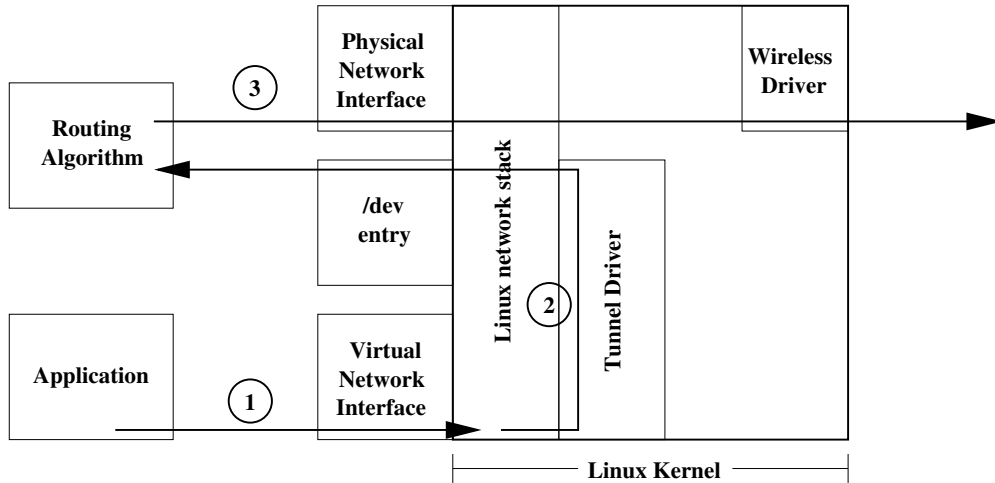 Physical
Network
Interface
Wireless
Driver
3
Routing
Algorithm
/dev
entry
Linux network stack
Tunnel Driver
2
Application
Virtual
Network
Interface
1
Linux Kernel